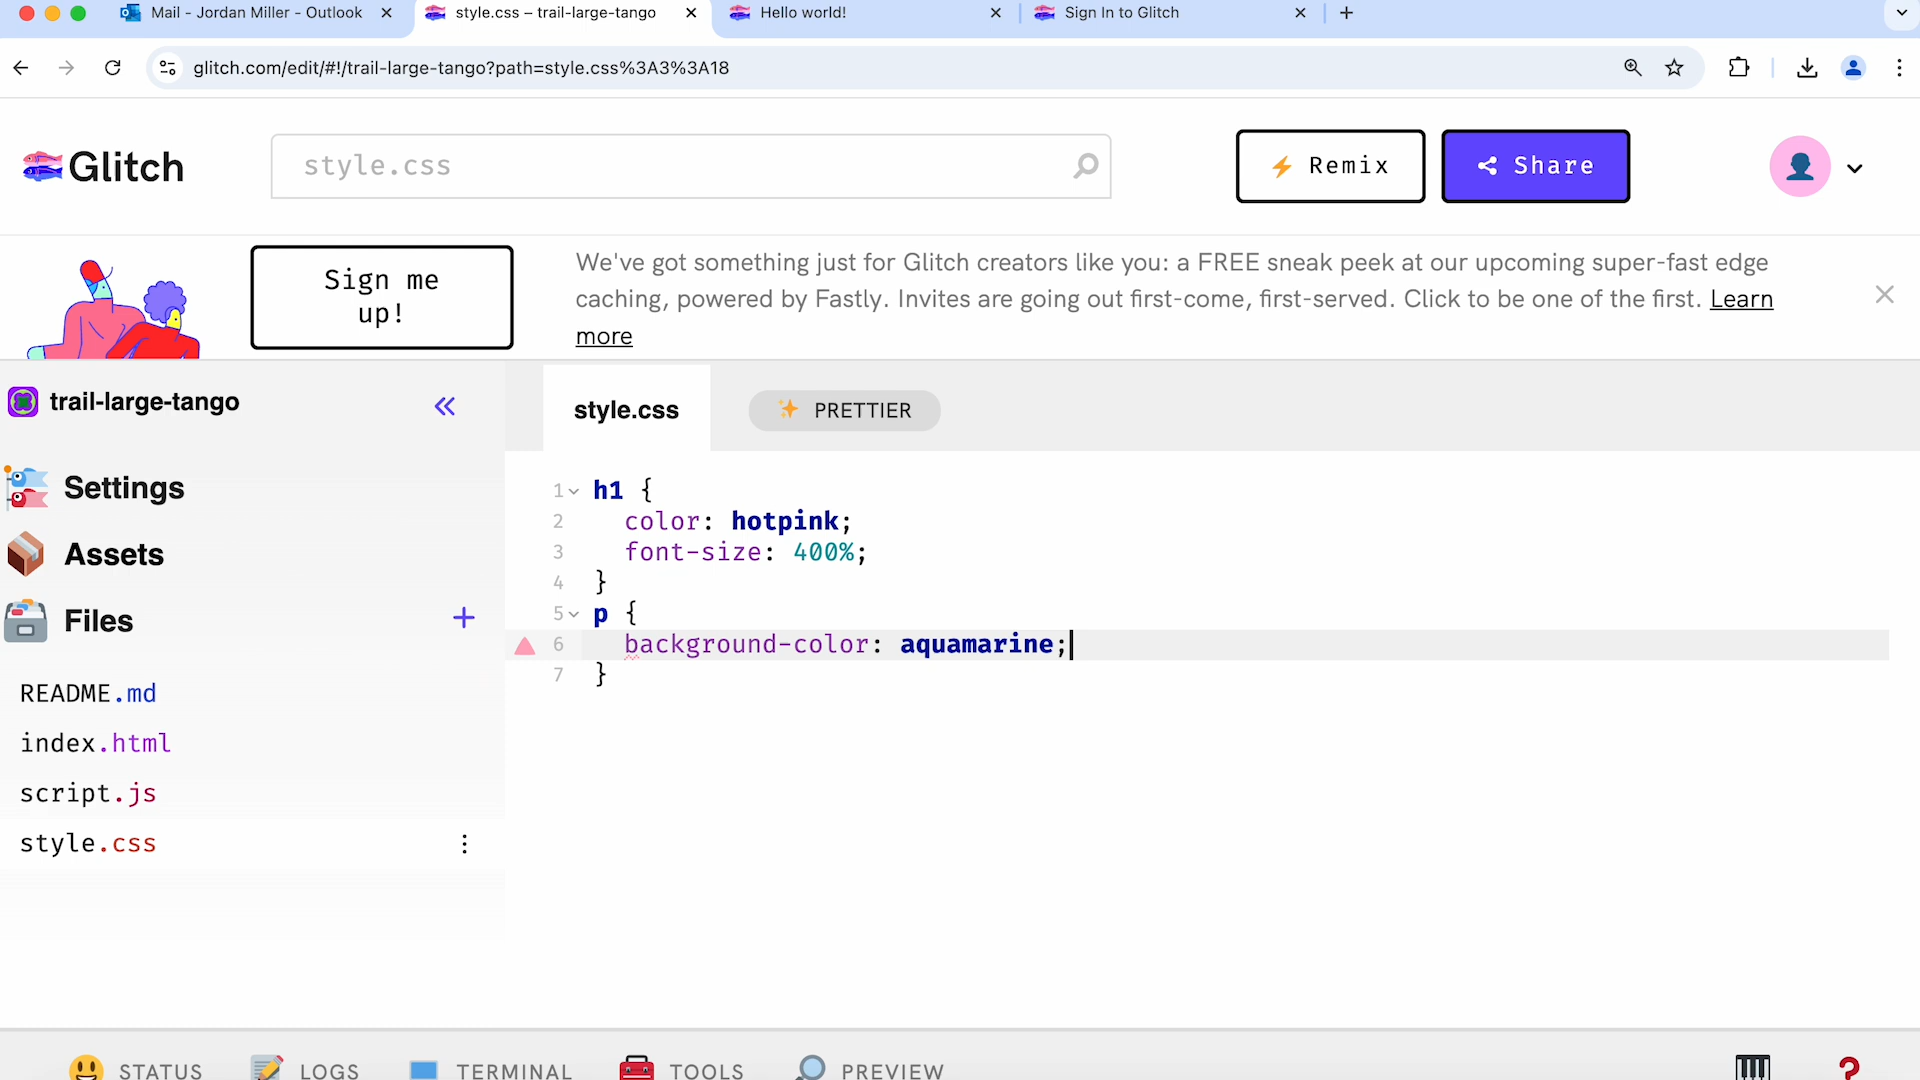 Mail - Jordan Miller - Outlook
style.css – trail-large-tango
Hello world!
Sign In to Glitch
glitch.com/edit/#!/trail-large-tango?path=style.css%3A3%3A18
Glitch
style.css
Remix
Share
Sign me
up!
We've got something just for Glitch creators like you: a FREE sneak peek at our upcoming super-fast edge
caching, powered by Fastly. Invites are going out first-come, first-served. Click to be one of the first. Learn
more
trail-large-tango
style.css
PRETTIER
Settings
Assets
Files
README.md
index.html
script.js
style.css
1 h1 {
2 color: hotpink;
3 font-size: 400%;
4 }
5 p {
6 background-color: aquamarine;
7 }
STATUS
LOGS
TERMINAL
TOOLS
PREVIEW
?